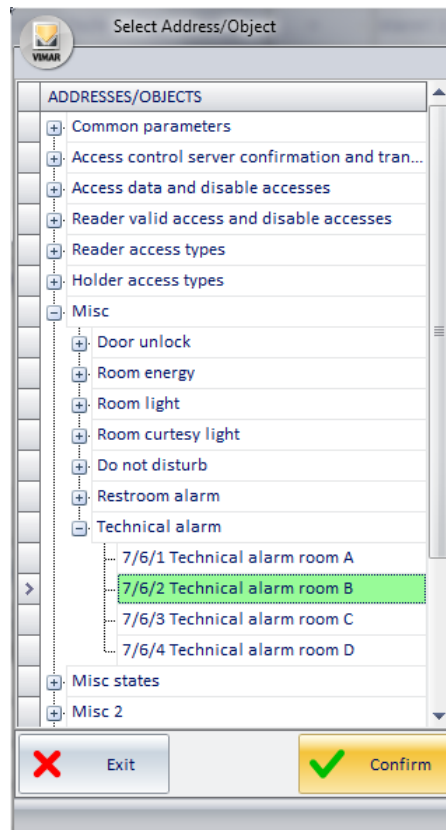 Select Address/Object
VIMAR
ADDRESSES/OBJECTS
Common parameters
Access control server confirmation and tran...
Access data and disable accesses
Reader valid access and disable accesses
Reader access types
Holder access types
Misc
Door unlock
Room energy
Room light
Room curtesy light
Do not disturb
Restroom alarm
Technical alarm
7/6/1 Technical alarm room A
7/6/2 Technical alarm room B
7/6/3 Technical alarm room C
7/6/4 Technical alarm room D
Misc states
Misc 2
Exit
Confirm